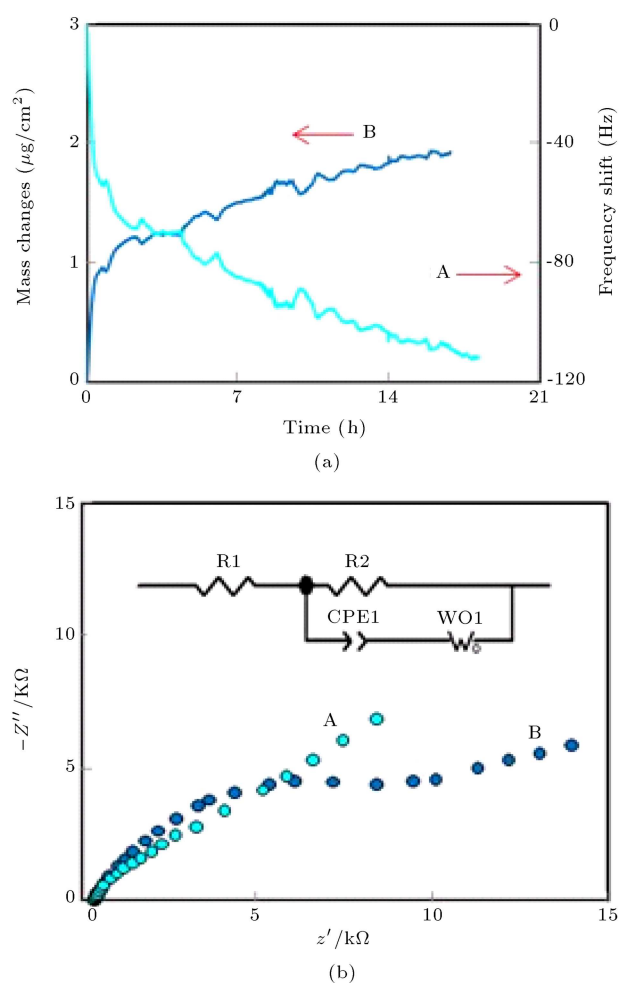 3
2
1
0
0
-40
-80
-120
0
7
14
21
Mass changes (μg/cm²)
Frequency shift (Hz)
B
A
Time (h)
(a)
15
10
5
0
0
5
10
15
−Z″/KΩ
R1
R2
CPE1
WO1
A
B
z′/kΩ
(b)